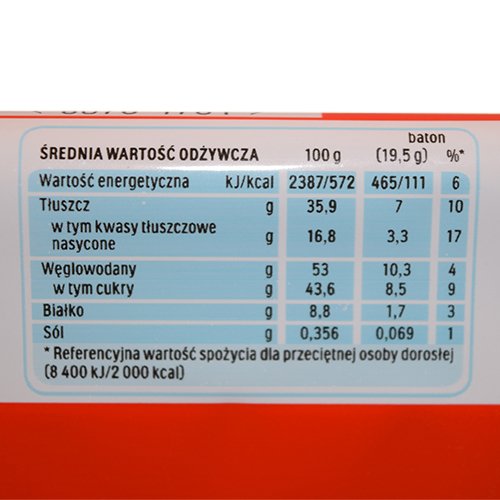 baton
ŚREDNIA WARTOŚĆ ODŻYWCZA 100 g (19,5 g) %*
Wartość energetyczna kJ/kcal 2387/572 465/111 6
Tłuszcz g 35,9 7 10
w tym kwasy tłuszczowe
nasycone g 16,8 3,3 17
Węglowodany g 53 10,3 4
w tym cukry g 43,6 8,5 9
Białko g 8,8 1,7 3
Sól g 0,356 0,069 1
* Referencyjna wartość spożycia dla przeciętnej osoby dorosłej
(8 400 kJ/2 000 kcal)